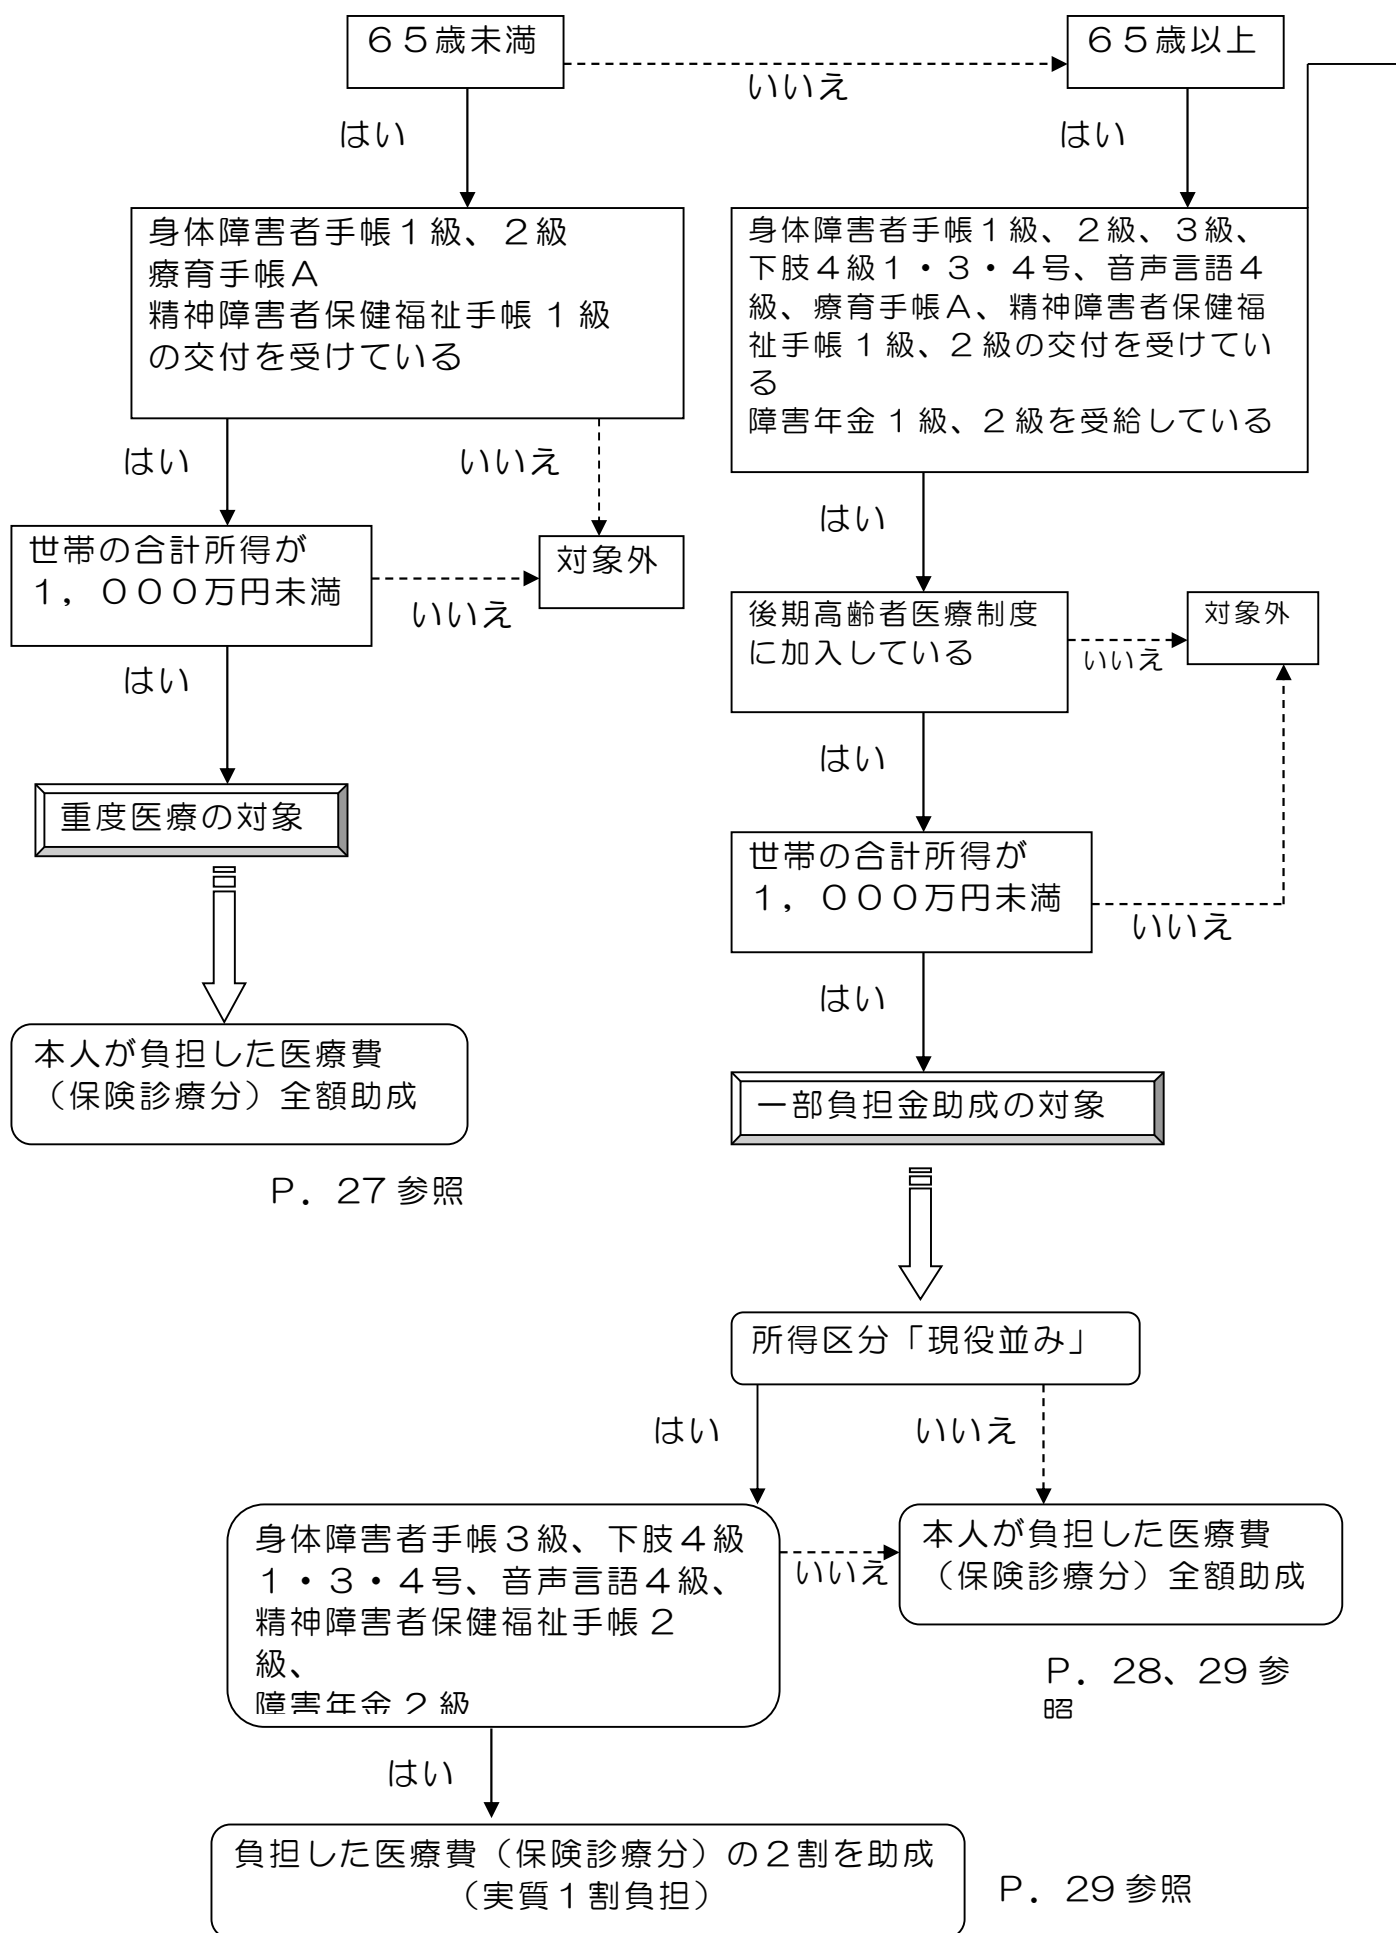 65歳未満
65歳以上
いいえ
はい
はい
身体障害者手帳1級、2級
療育手帳A
精神障害者保健福祉手帳1級
の交付を受けている
身体障害者手帳1級、2級、3級、
下肢4級1・3・4号、音声言語4
級、療育手帳A、精神障害者保健福
祉手帳1級、2級の交付を受けてい
る
障害年金1級、2級を受給している
はい
いいえ
はい
世帯の合計所得が
1,000万円未満
いいえ
対象外
後期高齢者医療制度
に加入している
いいえ
対象外
はい
はい
重度医療の対象
世帯の合計所得が
1,000万円未満
いいえ
はい
本人が負担した医療費
(保険診療分)全額助成
P. 27参照
一部負担金助成の対象
所得区分「現役並み」
はい
いいえ
身体障害者手帳3級、下肢4級
1・3・4号、音声言語4級、
精神障害者保健福祉手帳2
級、
障害年金2級
いいえ
本人が負担した医療費
(保険診療分)全額助成
P. 28、29参
照
はい
負担した医療費(保険診療分)の2割を助成
(実質1割負担)
P. 29参照